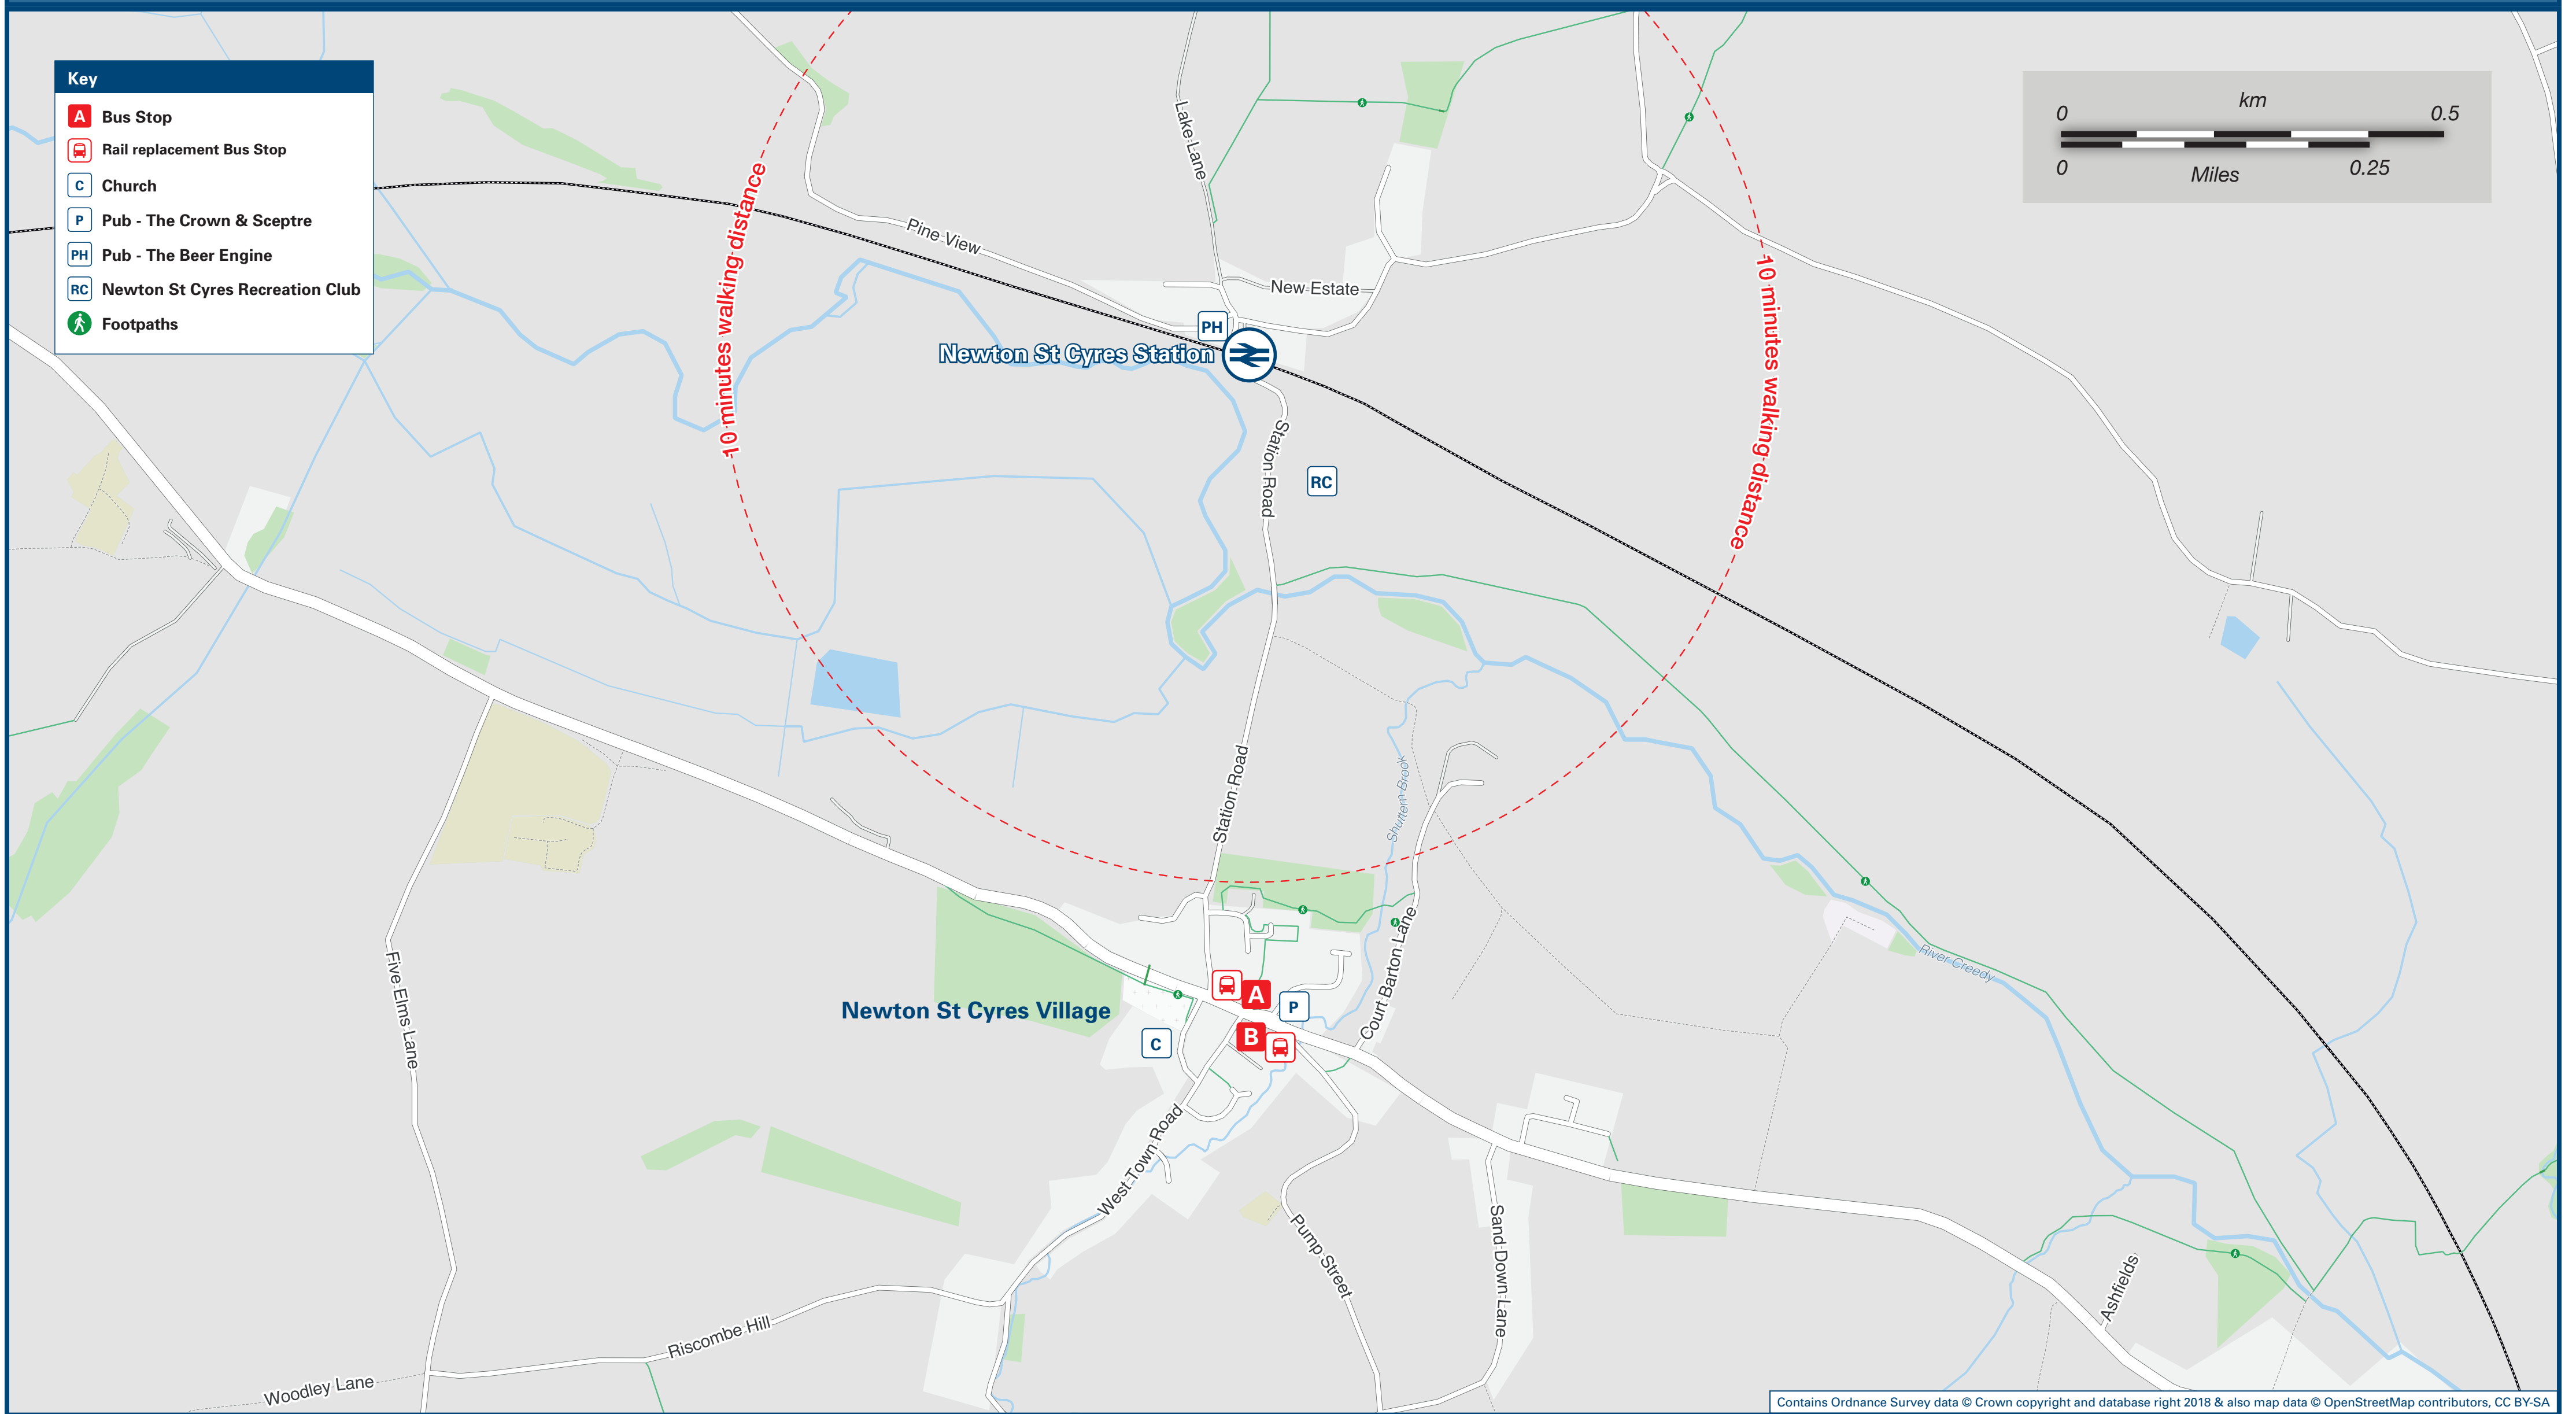 Key
A Bus Stop
Rail replacement Bus Stop
C Church
P Pub - The Crown & Sceptre
PH Pub - The Beer Engine
RC Newton St Cyres Recreation Club
Footpaths
km
0 0.5
0 0.25
Miles
Lake Lane
Pine View
New Estate
10 minutes walking distance
10 minutes walking distance
PH
Newton St Cyres Station
Station Road
RC
Station Road
Shuttern Brook
Court Barton Lane
River Creedy
Five Elms Lane
Newton St Cyres Village
A
P
B
C
West Town Road
Pump Street
Sand Down Lane
Ashfields
Riscombe Hill
Woodley Lane
Contains Ordnance Survey data © Crown copyright and database right 2018 & also map data © OpenStreetMap contributors, CC BY-SA